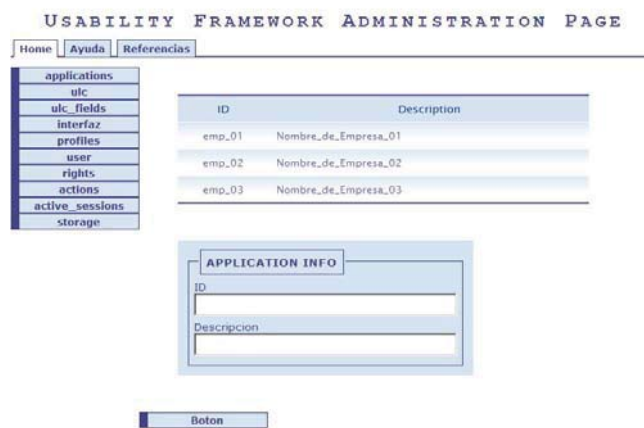 USABILITY FRAMEWORK ADMINISTRATION PAGE
Home Ayuda Referencias
applications
ulc
ulc_fields
interfaz
profiles
user
rights
actions
active_sessions
storage
ID Description
emp_01 Nombre_de_Empresa_01
emp_02 Nombre_de_Empresa_02
emp_03 Nombre_de_Empresa_03
APPLICATION INFO
ID
Descripcion
Boton